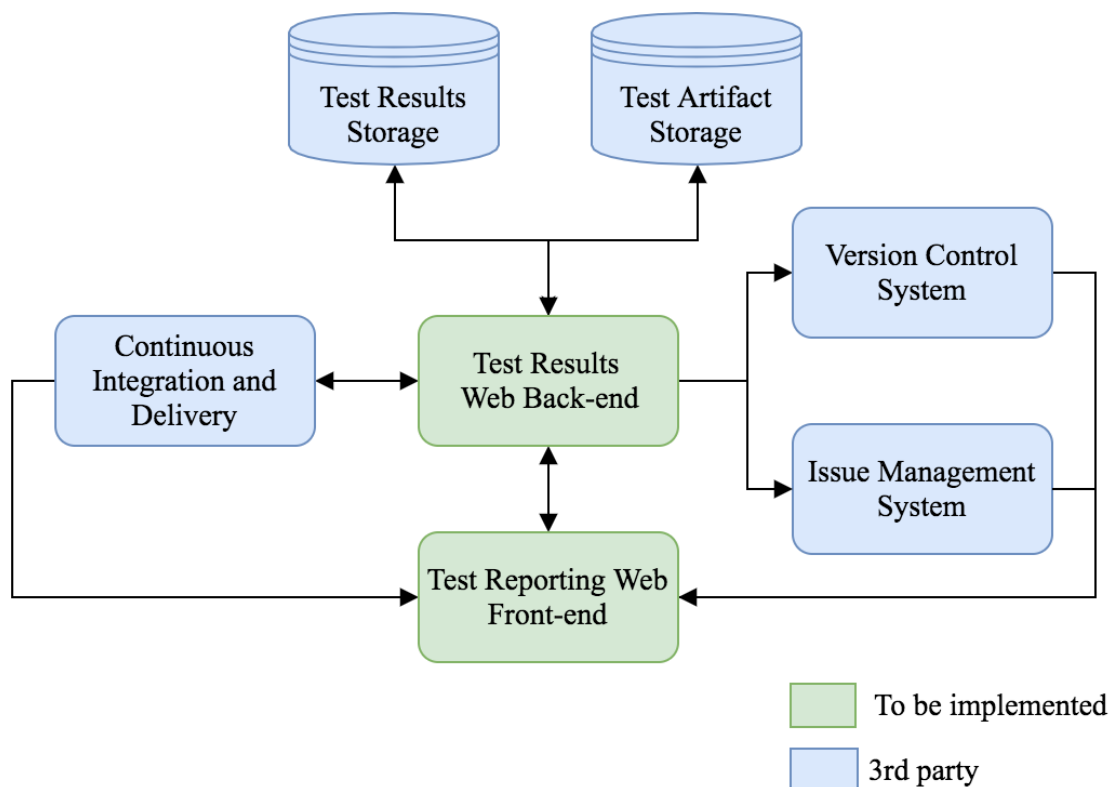 Test Results
Storage
Test Artifact
Storage
Version Control
System
Continuous
Integration and
Delivery
Test Results
Web Back-end
Issue Management
System
Test Reporting Web
Front-end
To be implemented
3rd party